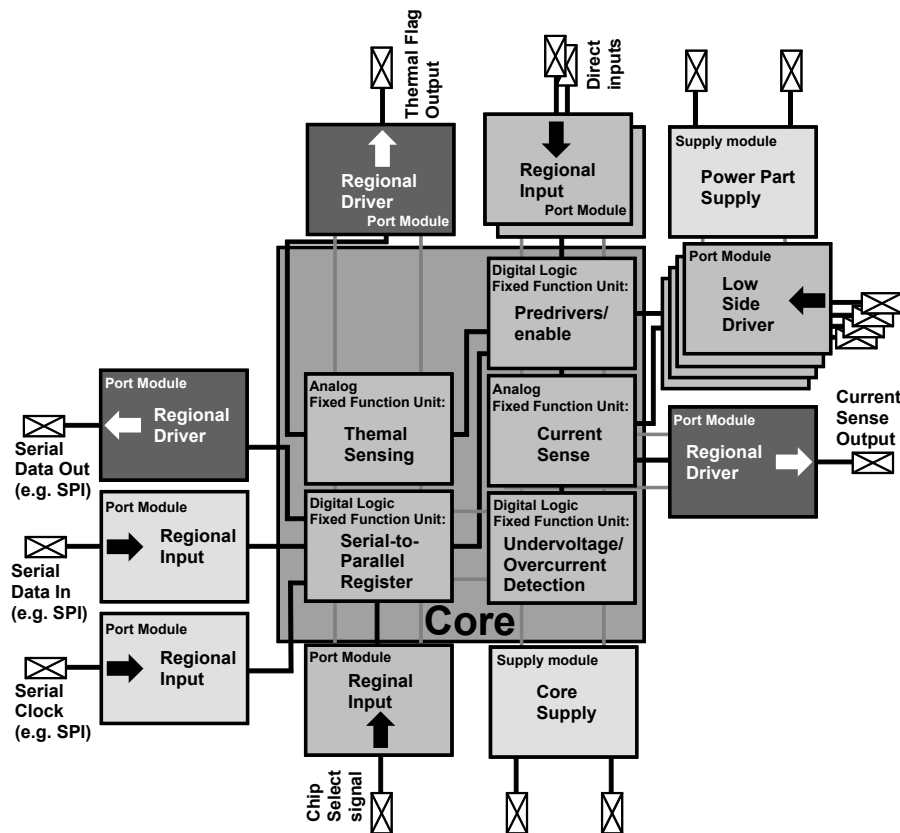 Thermal Flag
Output
Direct
inputs
Regional
Driver
Port Module
Regional
Input
Port Module
Supply module
Power Part
Supply
Port Module
Low
Side
Driver
Digital Logic
Fixed Function Unit:
Predrivers/
enable
Port Module
Regional
Driver
Serial
Data Out
(e.g. SPI)
Analog
Fixed Function Unit:
Themal
Sensing
Analog
Fixed Function Unit:
Current
Sense
Port Module
Regional
Driver
Current
Sense
Output
Port Module
Regional
Input
Serial
Data In
(e.g. SPI)
Digital Logic
Fixed Function Unit:
Serial-to-
Parallel
Register
Digital Logic
Fixed Function Unit:
Undervoltage/
Overcurrent
Detection
Core
Port Module
Regional
Input
Serial
Clock
(e.g. SPI)
Port Module
Reginal
Input
Supply module
Core
Supply
Chip
Select
signal